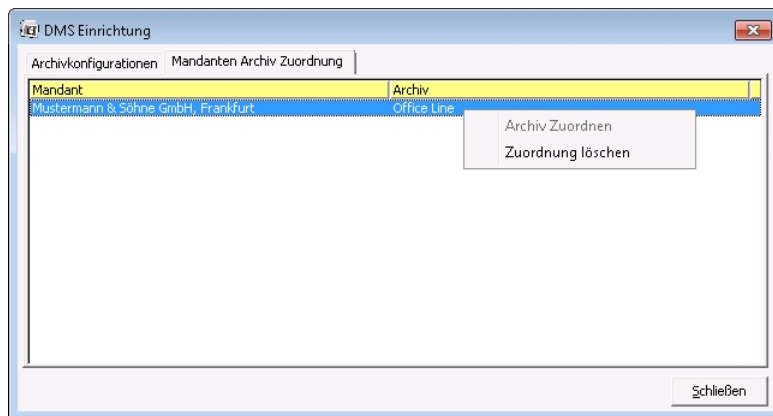 DMS Einrichtung
Archivkonfigurationen Mandanten Archiv Zuordnung
Mandant Archiv
Mustermann & Söhne GmbH, Frankfurt Office Line
Archiv Zuordnen
Zuordnung löschen
Schließen